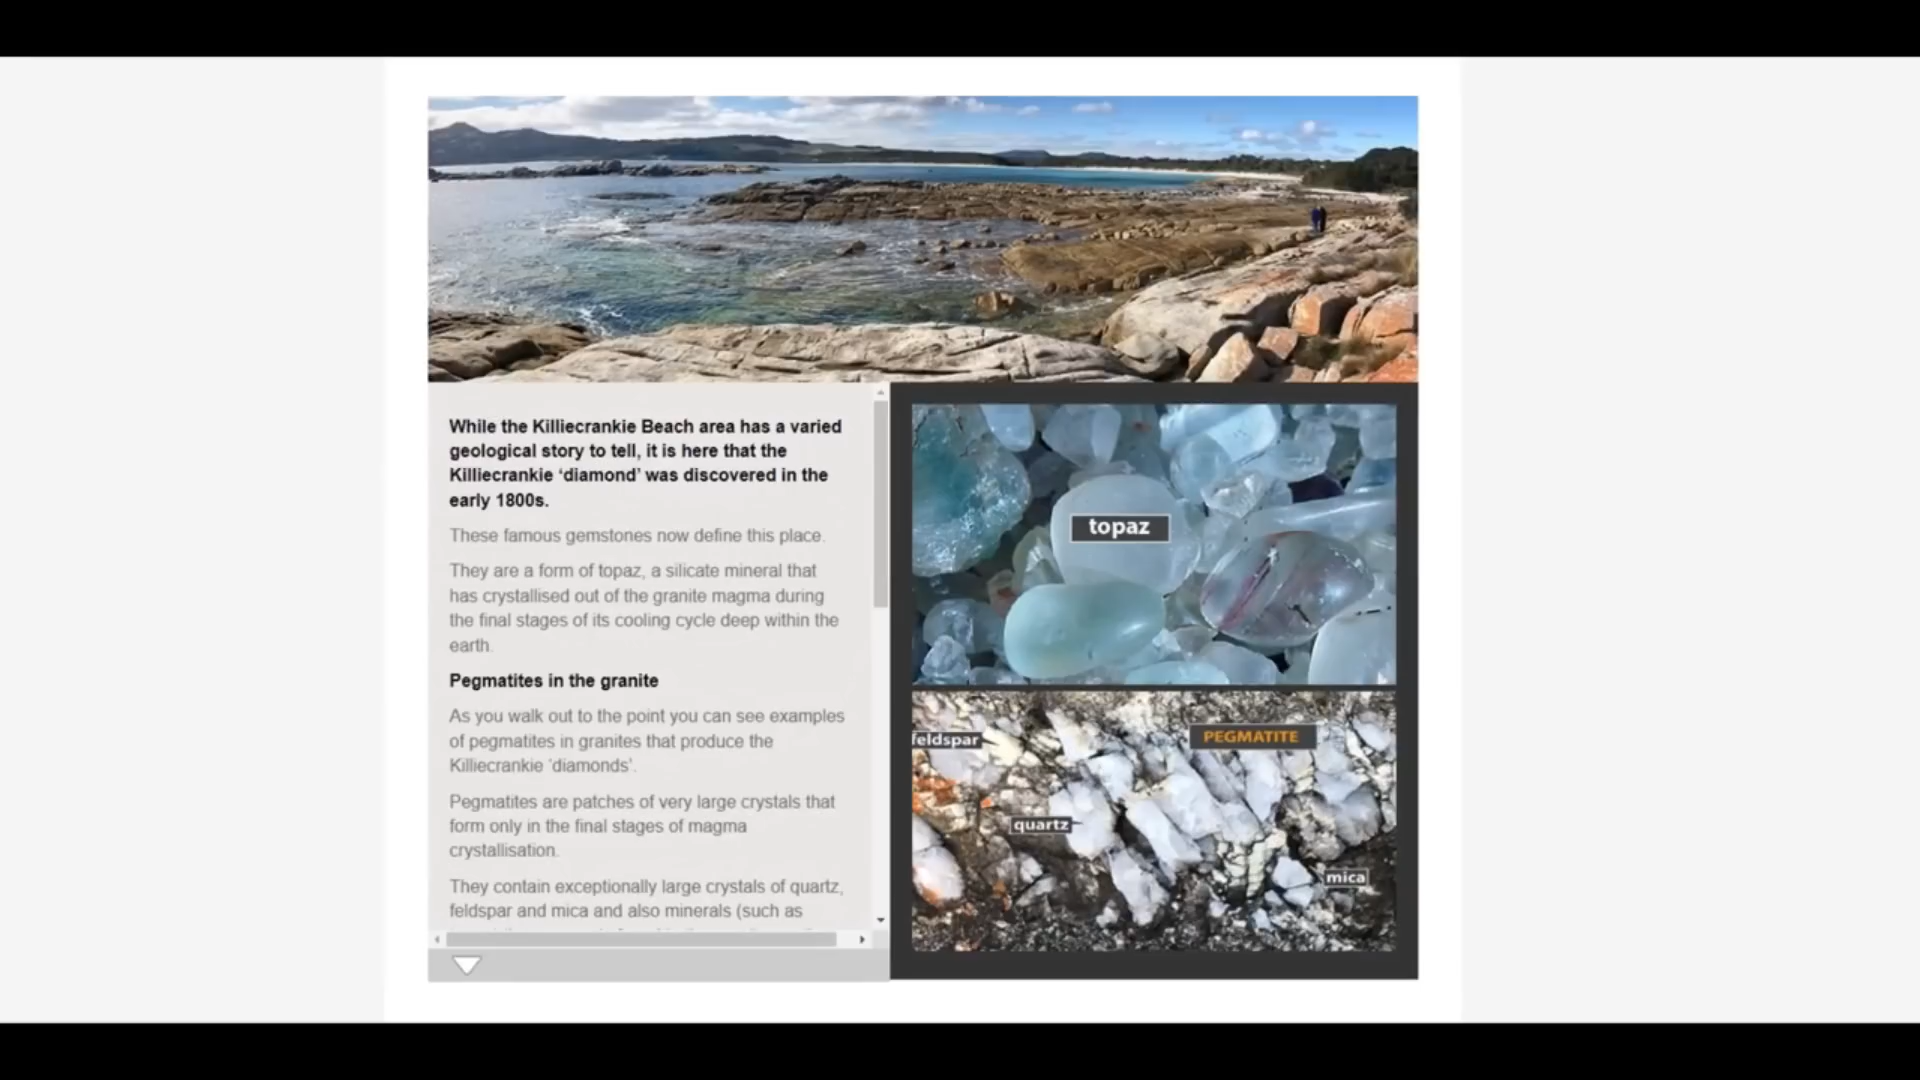 While the Killiecrankie Beach area has a varied
geological story to tell, it is here that the
Killiecrankie ‘diamond’ was discovered in the
early 1800s.
These famous gemstones now define this place.
They are a form of topaz, a silicate mineral that
has crystallised out of the granite magma during
the final stages of its cooling cycle deep within the
earth.
Pegmatites in the granite
As you walk out to the point you can see examples
of pegmatites in granites that produce the
Killiecrankie ‘diamonds’.
Pegmatites are patches of very large crystals that
form only in the final stages of magma
crystallisation.
They contain exceptionally large crystals of quartz,
feldspar and mica and also minerals (such as
topaz
feldspar
PEGMATITE
quartz
mica